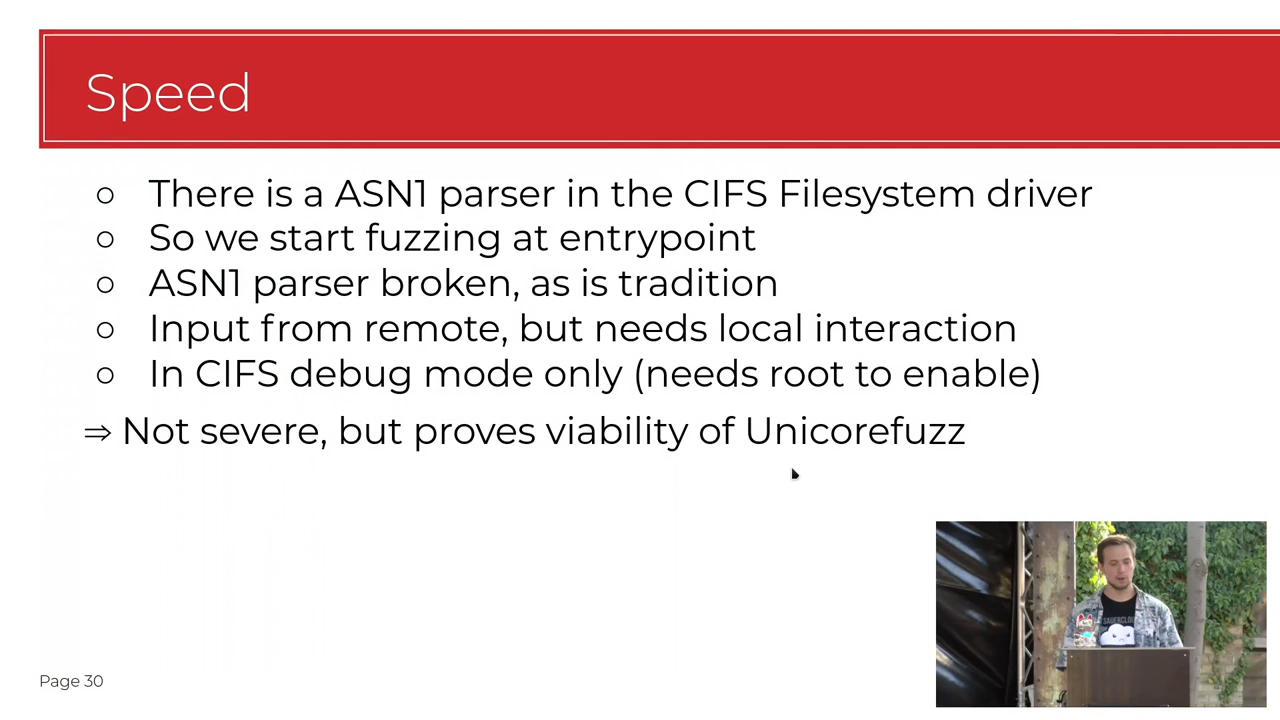 Speed
○ There is a ASN1 parser in the CIFS Filesystem driver
○ So we start fuzzing at entrypoint
○ ASN1 parser broken, as is tradition
○ Input from remote, but needs local interaction
○ In CIFS debug mode only (needs root to enable)
⇒ Not severe, but proves viability of Unicorefuzz
SAUERCLOUD
Page 30